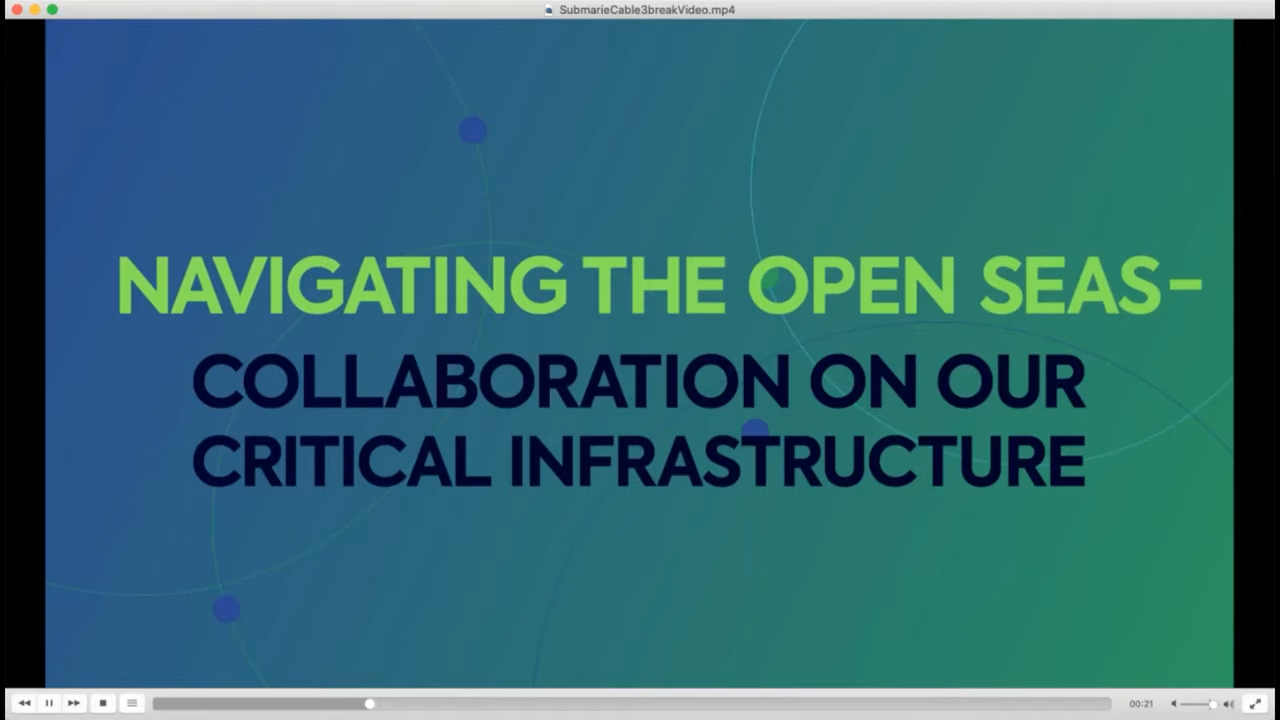 SubmarieCable3breakVideo.mp4
NAVIGATING THE OPEN SEAS–
COLLABORATION ON OUR
CRITICAL INFRASTRUCTURE
00:21